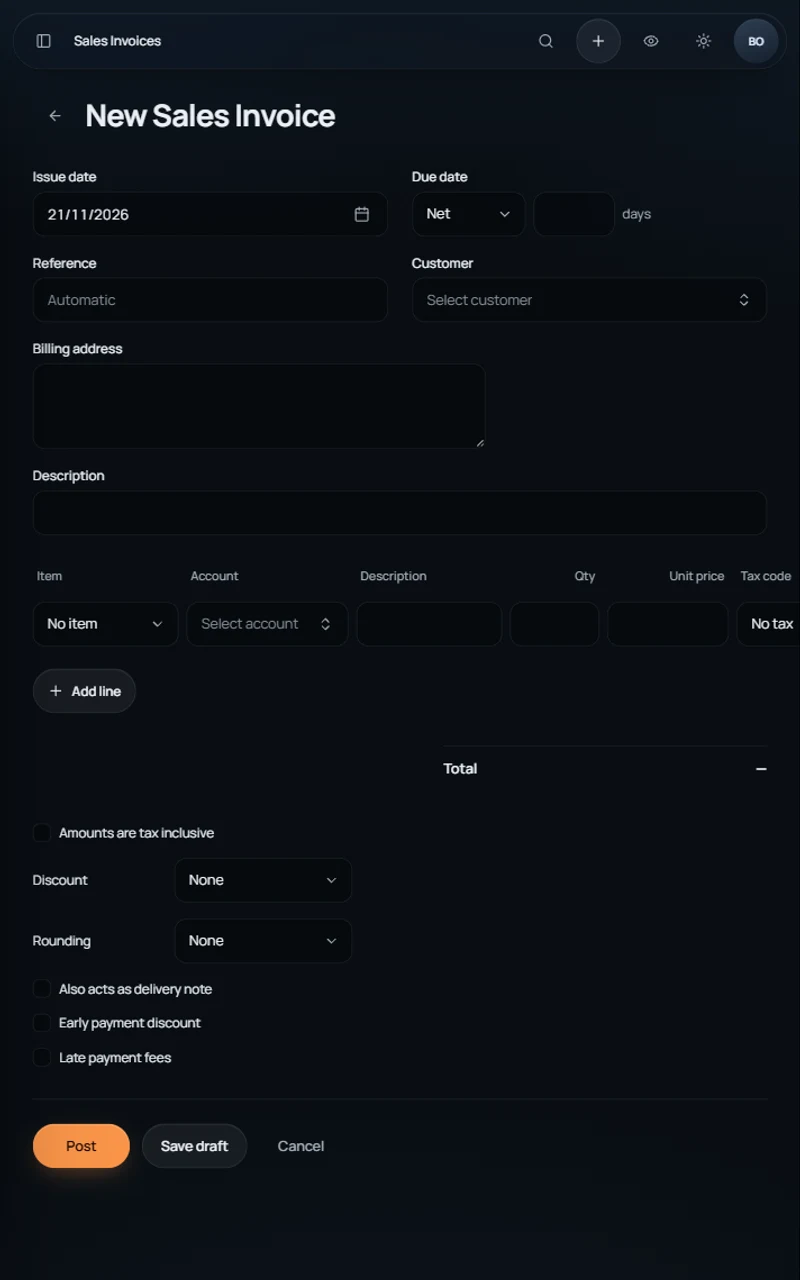 Sales Invoices
BO
New Sales Invoice
Issue date
Due date
21/11/2026
Net
days
Reference
Customer
Automatic
Select customer
Billing address
Description
Item Account Description Qty Unit price Tax code
No item Select account No tax
Add line
Total –
Amounts are tax inclusive
Discount None
Rounding None
Also acts as delivery note
Early payment discount
Late payment fees
Post Save draft Cancel